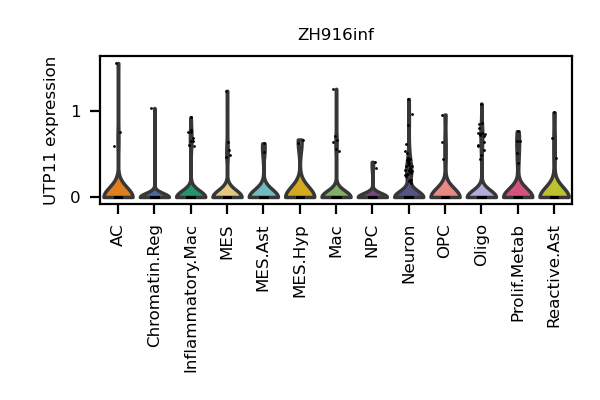 ZH916inf
UTP11 expression
1
0
AC
Chromatin.Reg
Inflammatory.Mac
MES
MES.Ast
MES.Hyp
Mac
NPC
Neuron
OPC
Oligo
Prolif.Metab
Reactive.Ast